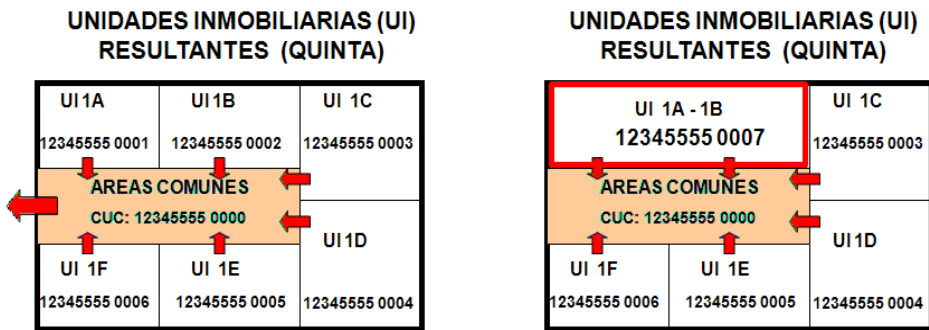 UNIDADES INMOBILIARIAS (UI)
RESULTANTES (QUINTA)
UI 1A
UI 1B
UI 1C
12345555 0001
12345555 0002
12345555 0003
AREAS COMUNES
CUC: 12345555 0000
UI 1D
UI 1F
UI 1E
12345555 0006
12345555 0005
12345555 0004
UNIDADES INMOBILIARIAS (UI)
RESULTANTES (QUINTA)
UI 1A - 1B
UI 1C
12345555 0007
12345555 0003
AREAS COMUNES
CUC: 12345555 0000
UI 1D
UI 1F
UI 1E
12345555 0006
12345555 0005
12345555 0004